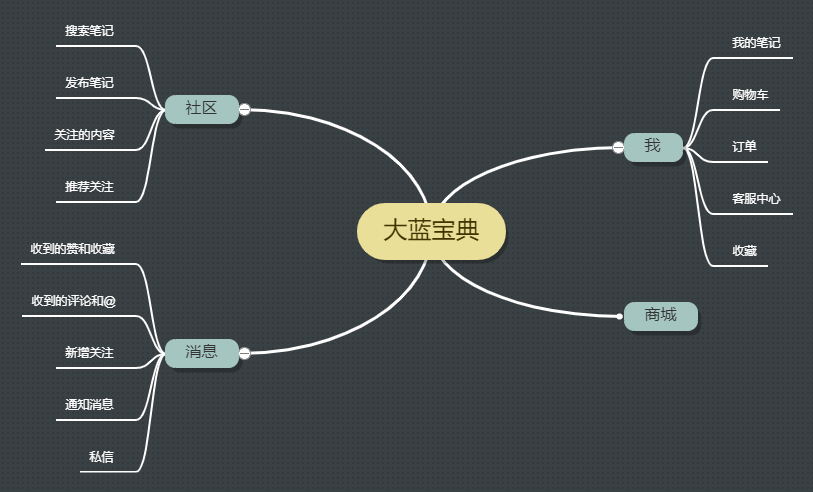 大蓝宝典
社区
搜索笔记
发布笔记
关注的内容
推荐关注
消息
收到的赞和收藏
收到的评论和@
新增关注
通知消息
私信
我
我的笔记
购物车
订单
客服中心
收藏
商城